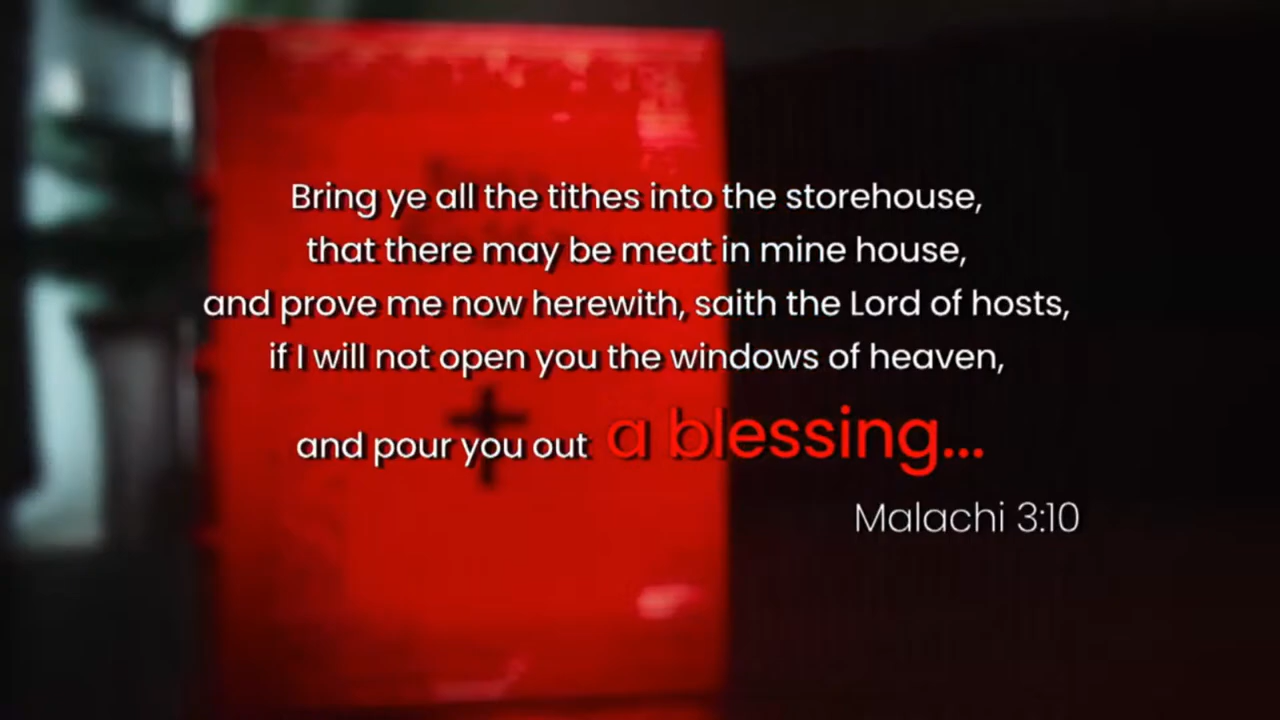 Bring ye all the tithes into the storehouse,
that there may be meat in mine house,
and prove me now herewith, saith the Lord of hosts,
if I will not open you the windows of heaven,
and pour you out a blessing...
Malachi 3:10